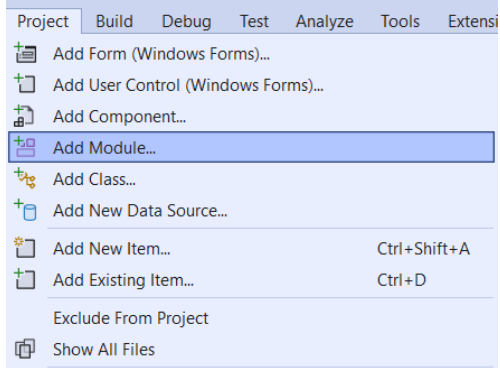 Project Build Debug Test Analyze Tools Extensi
Add Form (Windows Forms)...
Add User Control (Windows Forms)...
Add Component...
Add Module...
Add Class...
Add New Data Source...
Add New Item... Ctrl+Shift+A
Add Existing Item... Ctrl+D
Exclude From Project
Show All Files